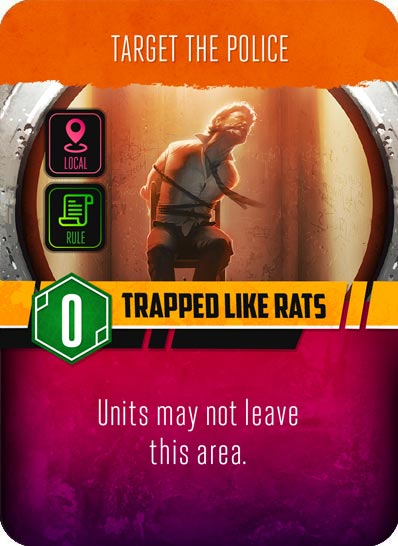 TARGET THE POLICE
LOCAL
RULE
0 TRAPPED LIKE RATS
Units may not leave
this area.